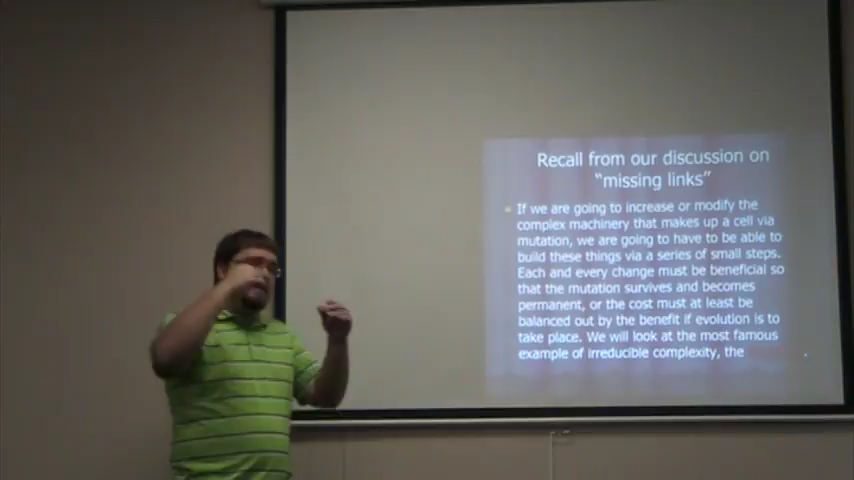 Recall from our discussion on
"missing links"
If we are going to increase or modify the
complex machinery that makes up a cell via
mutation, we are going to have to be able to
build these things via a series of small steps.
Each and every change must be beneficial so
that the mutation survives and becomes
permanent, or the cost must at least be
balanced out by the benefit if evolution is to
take place. We will look at the most famous
example of irreducible complexity, the